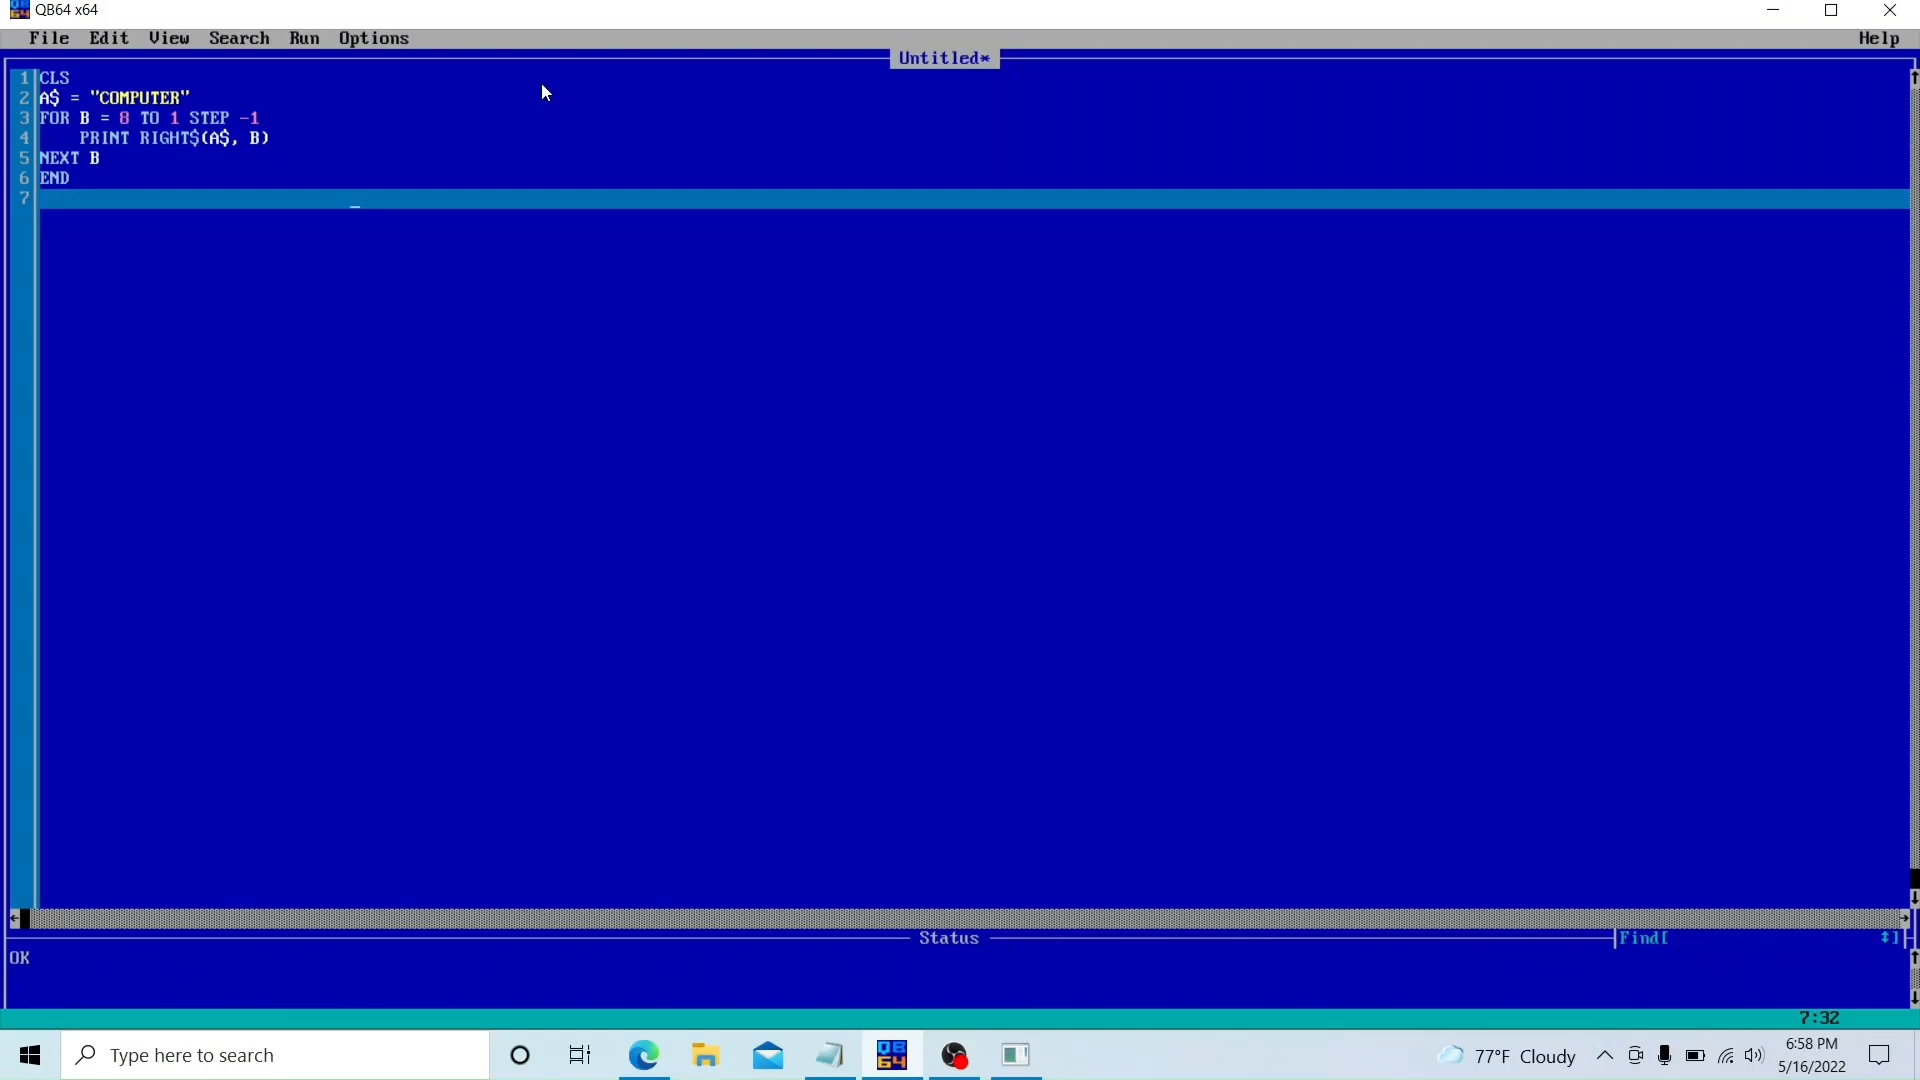 QB64 x64
File Edit View Search Run Options Help
Untitled*
1 CLS
2 A$ = "COMPUTER"
3 FOR B = 8 TO 1 STEP -1
4     PRINT RIGHT$(A$, B)
5 NEXT B
6 END
7
Status
Find[ ]
OK
7:32
Type here to search
QB64
77°F Cloudy
6:58 PM
5/16/2022